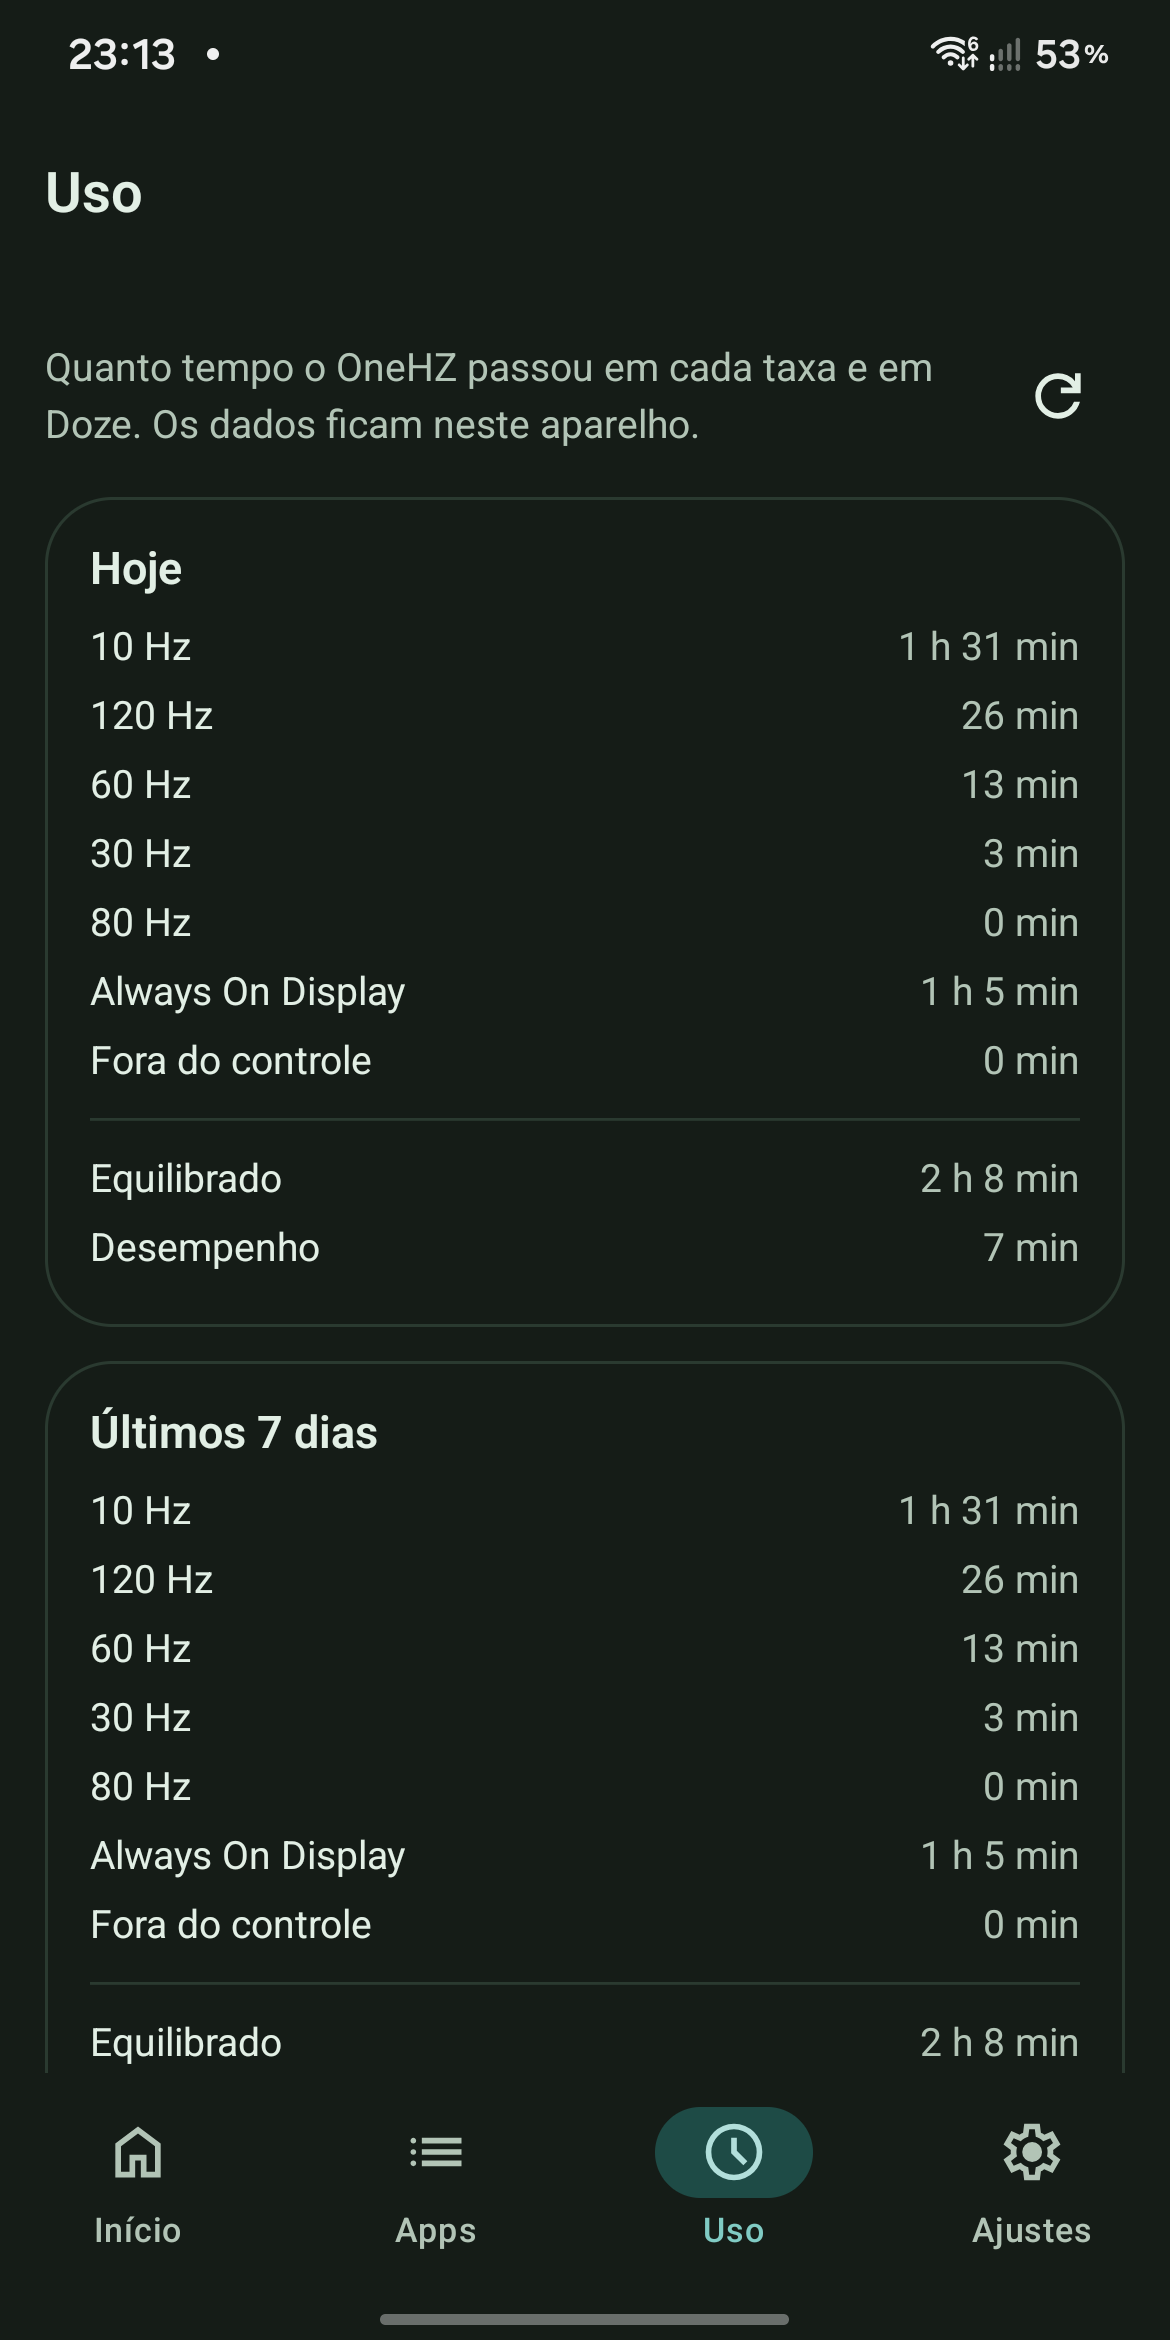 23:13
6
53%
Uso
Quanto tempo o OneHZ passou em cada taxa e em
Doze. Os dados ficam neste aparelho.
Hoje
10 Hz 1 h 31 min
120 Hz 26 min
60 Hz 13 min
30 Hz 3 min
80 Hz 0 min
Always On Display 1 h 5 min
Fora do controle 0 min
Equilibrado 2 h 8 min
Desempenho 7 min
Últimos 7 dias
10 Hz 1 h 31 min
120 Hz 26 min
60 Hz 13 min
30 Hz 3 min
80 Hz 0 min
Always On Display 1 h 5 min
Fora do controle 0 min
Equilibrado 2 h 8 min
Início Apps Uso Ajustes